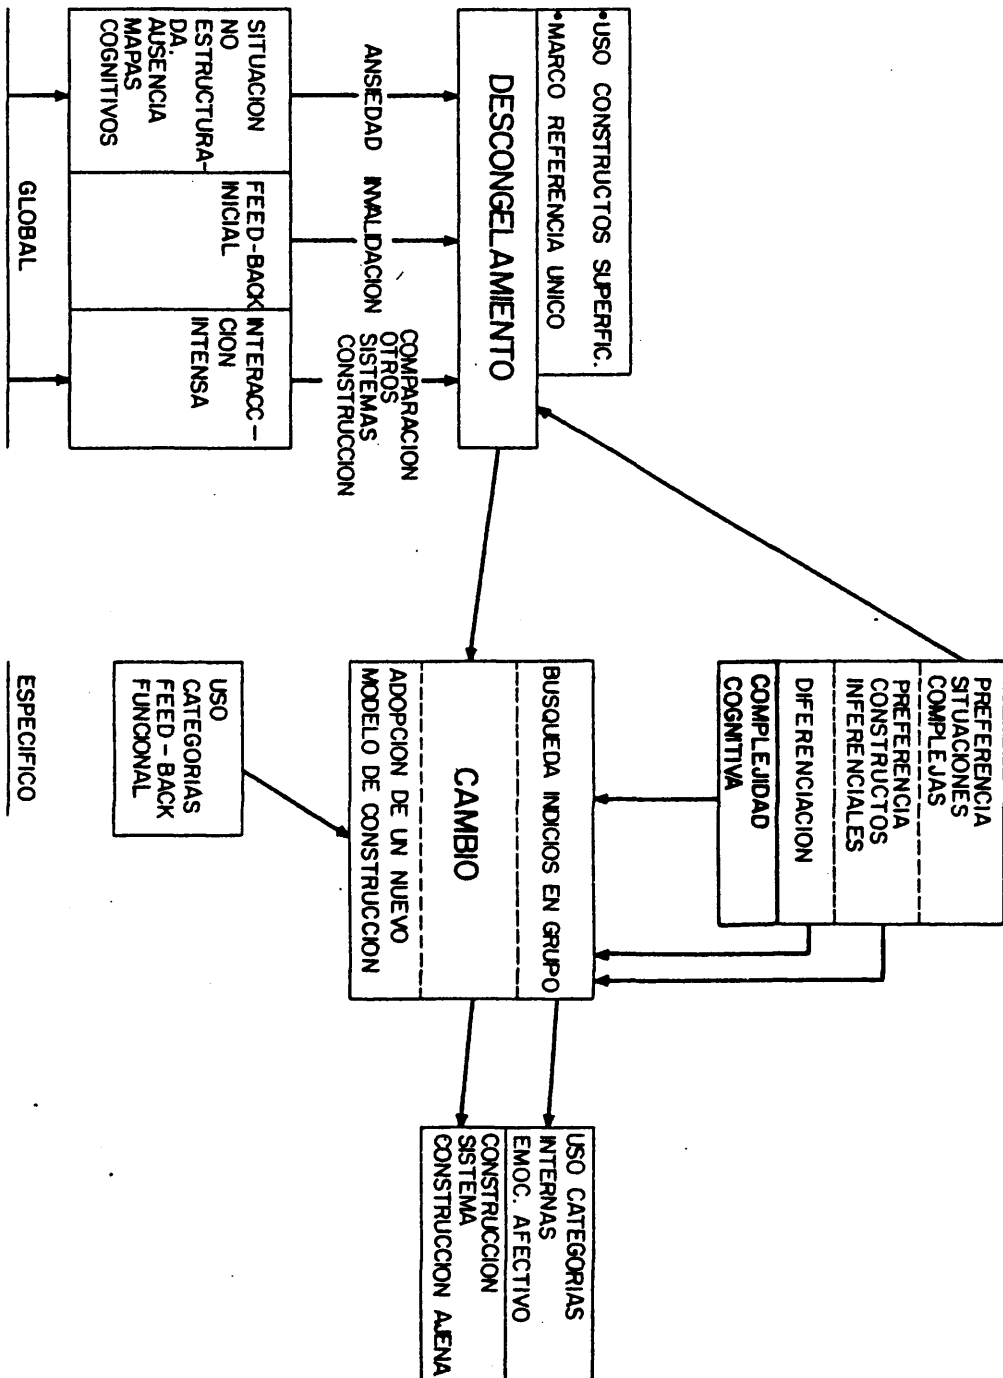 •USO CONSTRUCTOS SUPERFIC.
•MARCO REFERENCIA UNICO
DESCONGELAMIENTO
ANSIEDAD
INVALIDACION
COMPARACION
OTROS
SISTEMAS
CONSTRUCCION
SITUACION
NO
ESTRUCTURA-
DA.
AUSENCIA
MAPAS
COGNITIVOS
FEED-BACK
INICIAL
INTERACC-
CION
INTENSA
GLOBAL
PREFERENCIA
SITUACIONES
COMPLEJAS
PREFERENCIA
CONSTRUCTOS
INFERENCIALES
DIFERENCIACION
COMPLEJIDAD
COGNITIVA
BUSQUEDA INDICIOS EN GRUPO
CAMBIO
ADOPCION DE UN NUEVO
MODELO DE CONSTRUCCION
USO
CATEGORIAS
FEED-BACK
FUNCIONAL
ESPECIFICO
USO CATEGORIAS
INTERNAS
EMOC. AFECTIVO
CONSTRUCCION
SISTEMA
CONSTRUCCION AJENA